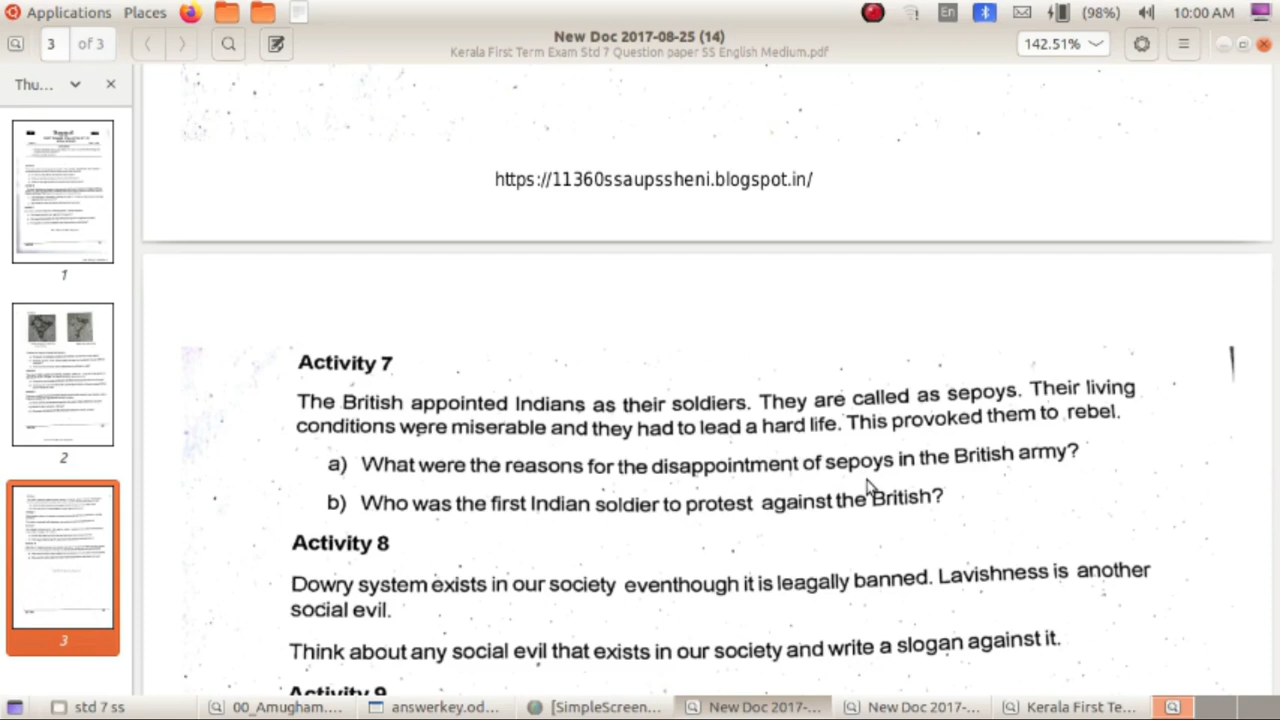 Applications Places En (98%) 10:00 AM
3 of 3
New Doc 2017-08-25 (14)
Kerala First Term Exam Std 7 Question paper SS English Medium.pdf
142.51%
Thu...
1
2
3
https://11360ssaupssheni.blogspot.in/
Activity 7
The British appointed Indians as their soldiers. They are called as sepoys. Their living
conditions were miserable and they had to lead a hard life. This provoked them to rebel.
a) What were the reasons for the disappointment of sepoys in the British army?
b) Who was the first Indian soldier to protest against the British?
Activity 8
Dowry system exists in our society eventhough it is leagally banned. Lavishness is another
social evil.
Think about any social evil that exists in our society and write a slogan against it.
Activity 9
std 7 ss 00_Amugham.... answerkey.od... [SimpleScreen... New Doc 2017-... New Doc 2017-... Kerala First Te...